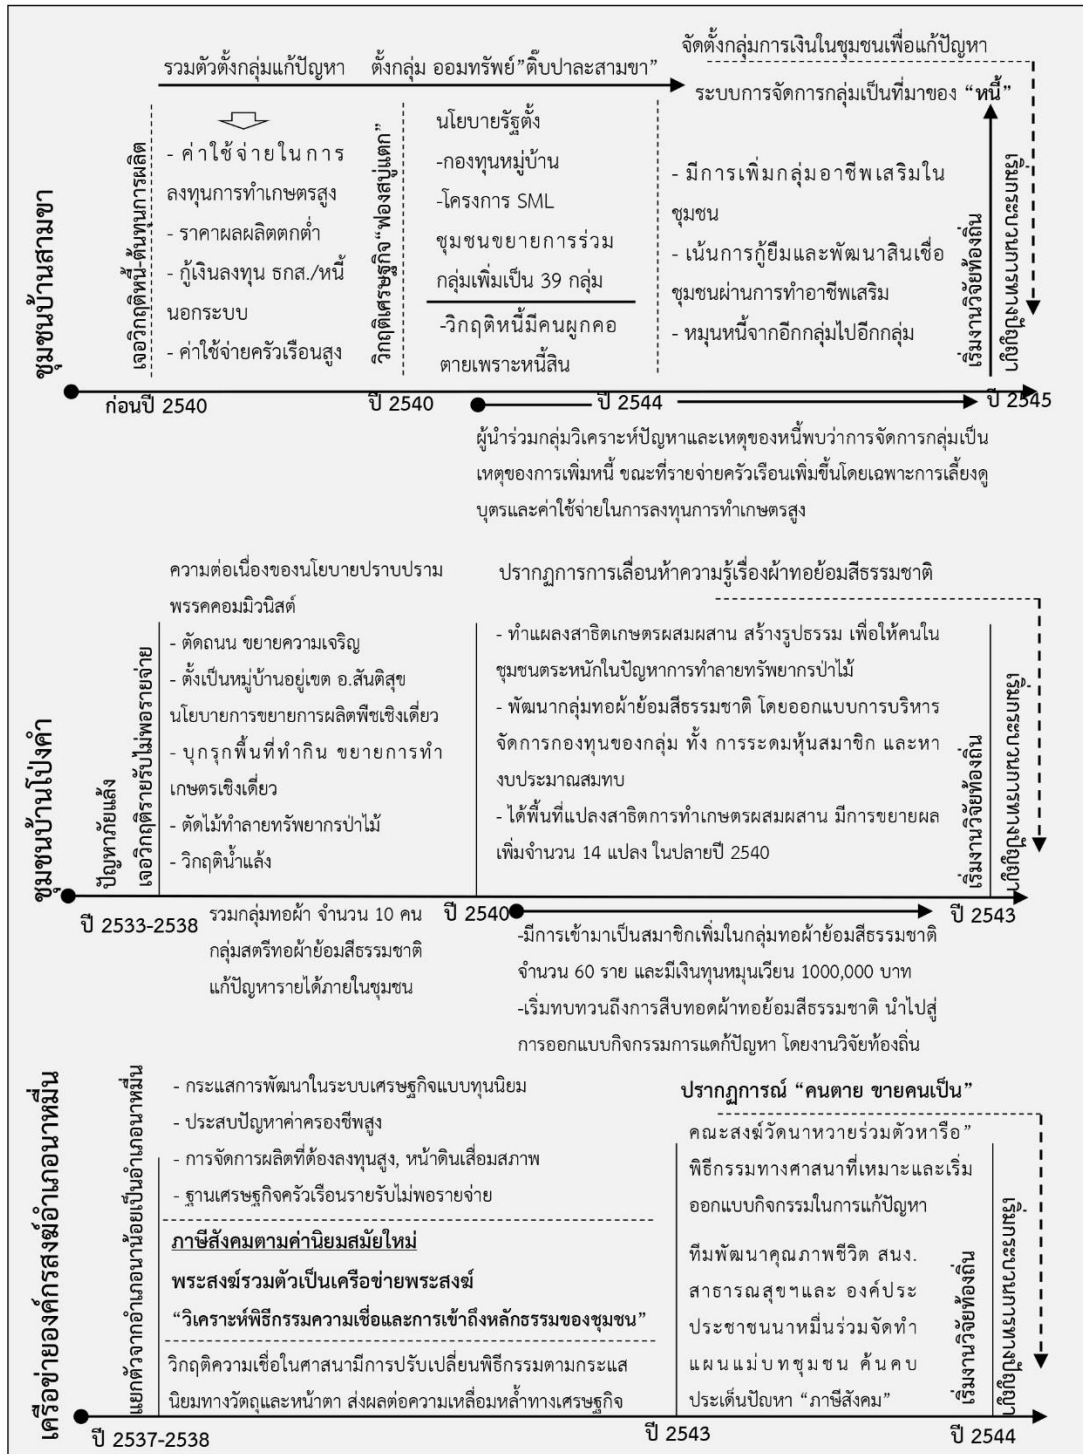 ชุมชนบ้านสามขา
รวมตัวตั้งกลุ่มแก้ปัญหา
ตั้งกลุ่ม ออมทรัพย์"ติ๊บปาละสามขา"
จัดตั้งกลุ่มการเงินในชุมชนเพื่อแก้ปัญหา
ระบบการจัดการกลุ่มเป็นที่มาของ "หนี้"
เจอวิกฤติหนี้-ต้นทุนการผลิต
- ค่าใช้จ่ายในการ
ลงทุนการทำเกษตรสูง
- ราคาผลผลิตตกต่ำ
- กู้เงินลงทุน ธกส./หนี้
นอกระบบ
- ค่าใช้จ่ายครัวเรือนสูง
วิกฤติเศรษฐกิจ"ฟองสบู่แตก"
นโยบายรัฐตั้ง
-กองทุนหมู่บ้าน
-โครงการ SML
ชุมชนขยายการร่วม
กลุ่มเพิ่มเป็น 39 กลุ่ม
-วิกฤติหนี้มีคนผูกคอ
ตายเพราะหนี้สิน
- มีการเพิ่มกลุ่มอาชีพเสริมใน
ชุมชน
- เน้นการกู้ยืมและพัฒนาสินเชื่อ
ชุมชนผ่านการทำอาชีพเสริม
- หมุนหนี้จากอีกกลุ่มไปอีกกลุ่ม
เริ่มงานวิจัยท้องถิ่น
เริ่มกระบวนการทางปัญญา
ก่อนปี 2540
ปี 2540
ปี 2544
ปี 2545
ผู้นำร่วมกลุ่มวิเคราะห์ปัญหาและเหตุของหนี้พบว่าการจัดการกลุ่มเป็น
เหตุของการเพิ่มหนี้ ขณะที่รายจ่ายครัวเรือนเพิ่มขึ้นโดยเฉพาะการเลี้ยงดู
บุตรและค่าใช้จ่ายในการลงทุนการทำเกษตรสูง
ชุมชนบ้านโป่งคำ
ปัญหาภัยแล้ง
เจอวิกฤติรายรับไม่พอรายจ่าย
ความต่อเนื่องของนโยบายปราบปราม
พรรคคอมมิวนิสต์
- ตัดถนน ขยายความเจริญ
- ตั้งเป็นหมู่บ้านอยู่เขต อ.สันติสุข
นโยบายการขยายการผลิตพืชเชิงเดี่ยว
- บุกรุกพื้นที่ทำกิน ขยายการทำ
เกษตรเชิงเดี่ยว
- ตัดไม้ทำลายทรัพยากรป่าไม้
- วิกฤติน้ำแล้ง
ปรากฏการการเลื่อนห้าความรู้เรื่องผ้าทอย้อมสีธรรมชาติ
- ทำแผลงสาธิตเกษตรผสมผสาน สร้างรูปธรรม เพื่อให้คนใน
ชุมชนตระหนักในปัญหาการทำลายทรัพยากรป่าไม้
- พัฒนากลุ่มทอผ้าย้อมสีธรรมชาติ โดยออกแบบการบริหาร
จัดการกองทุนของกลุ่ม ทั้ง การระดมหุ้นสมาชิก และหา
งบประมาณสมทบ
- ได้พื้นที่แปลงสาธิตการทำเกษตรผสมผสาน มีการขยายผล
เพิ่มจำนวน 14 แปลง ในปลายปี 2540
เริ่มงานวิจัยท้องถิ่น
เริ่มกระบวนการทางปัญญา
ปี 2533-2538
ปี 2540
ปี 2543
รวมกลุ่มทอผ้า จำนวน 10 คน
กลุ่มสตรีทอผ้าย้อมสีธรรมชาติ
แก้ปัญหารายได้ภายในชุมชน
-มีการเข้ามาเป็นสมาชิกเพิ่มในกลุ่มทอผ้าย้อมสีธรรมชาติ
จำนวน 60 ราย และมีเงินทุนหมุนเวียน 1000,000 บาท
-เริ่มทบทวนถึงการสืบทอดผ้าทอย้อมสีธรรมชาติ นำไปสู่
การออกแบบกิจกรรมการแดก้ปัญหา โดยงานวิจัยท้องถิ่น
เครือข่ายองค์กรสงฆ์อำเภอนาหมื่น
แยกตัวจากอำเภอนาน้อยเป็นอำเภอนาหมื่น
- กระแสการพัฒนาในระบบเศรษฐกิจแบบทุนนิยม
- ประสบปัญหาค่าครองชีพสูง
- การจัดการผลิตที่ต้องลงทุนสูง, หน้าดินเสื่อมสภาพ
- ฐานเศรษฐกิจครัวเรือนรายรับไม่พอรายจ่าย
ภาษีสังคมตามค่านิยมสมัยใหม่
พระสงฆ์รวมตัวเป็นเครือข่ายพระสงฆ์
"วิเคราะห์พิธีกรรมความเชื่อและการเข้าถึงหลักธรรมของชุมชน"
วิกฤติความเชื่อในศาสนามีการปรับเปลี่ยนพิธีกรรมตามกระแส
นิยมทางวัตถุและหน้าตา ส่งผลต่อความเหลื่อมหล้ำทางเศรษฐกิจ
ปรากฏการณ์ "คนตาย ขายคนเป็น"
คณะสงฆ์วัดนาหวายร่วมตัวหารือ"
พิธีกรรมทางศาสนาที่เหมาะและเริ่ม
ออกแบบกิจกรรมในการแก้ปัญหา
ทีมพัฒนาคุณภาพชีวิต สนง.
สาธารณสุขฯและ องค์ประ
ประชาชนนาหมื่นร่วมจัดทำ
แผนแม่บทชุมชน ค้นคบ
ประเด็นปัญหา "ภาษีสังคม"
เริ่มงานวิจัยท้องถิ่น
เริ่มกระบวนการทางปัญญา
ปี 2537-2538
ปี 2543
ปี 2544